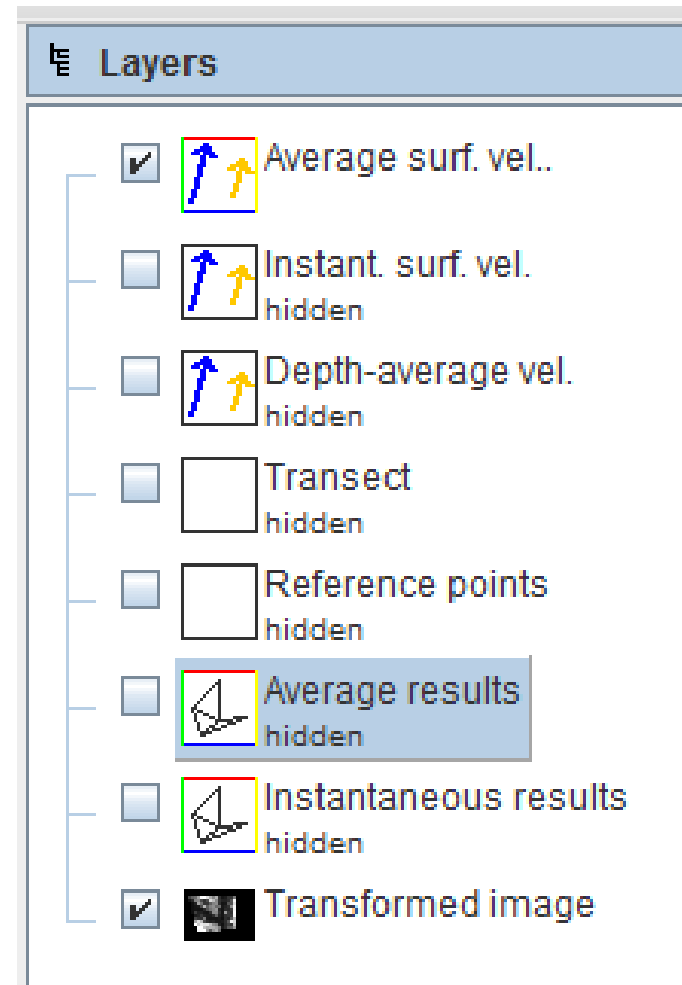 Layers
Average surf. vel..
Instant. surf. vel.
hidden
Depth-average vel.
hidden
Transect
hidden
Reference points
hidden
Average results
hidden
Instantaneous results
hidden
Transformed image